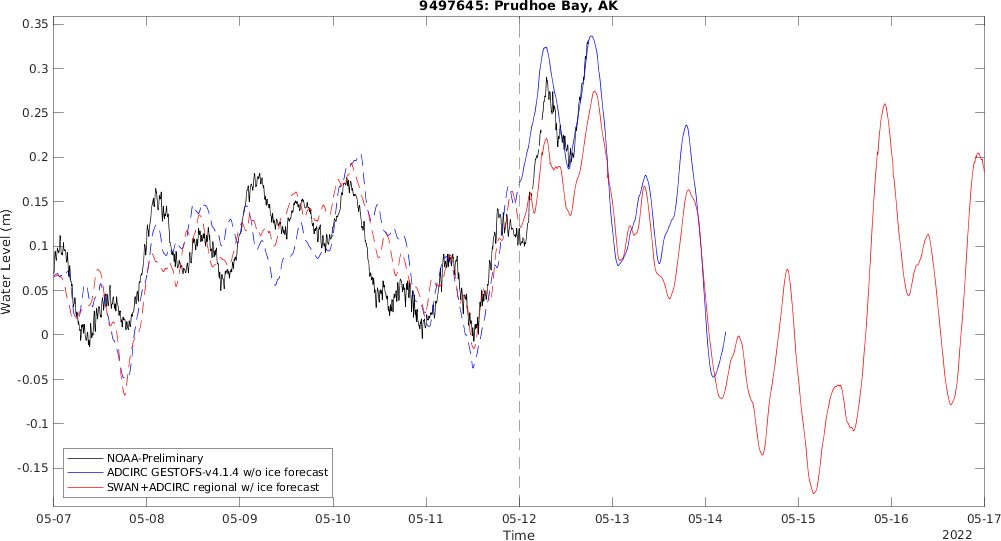 9497645: Prudhoe Bay, AK
Water Level (m)
0.35
0.3
0.25
0.2
0.15
0.1
0.05
0
-0.05
-0.1
-0.15
NOAA-Preliminary
ADCIRC GESTOFS-v4.1.4 w/o ice forecast
SWAN+ADCIRC regional w/ ice forecast
05-07 05-08 05-09 05-10 05-11 05-12 05-13 05-14 05-15 05-16 05-17
Time
2022